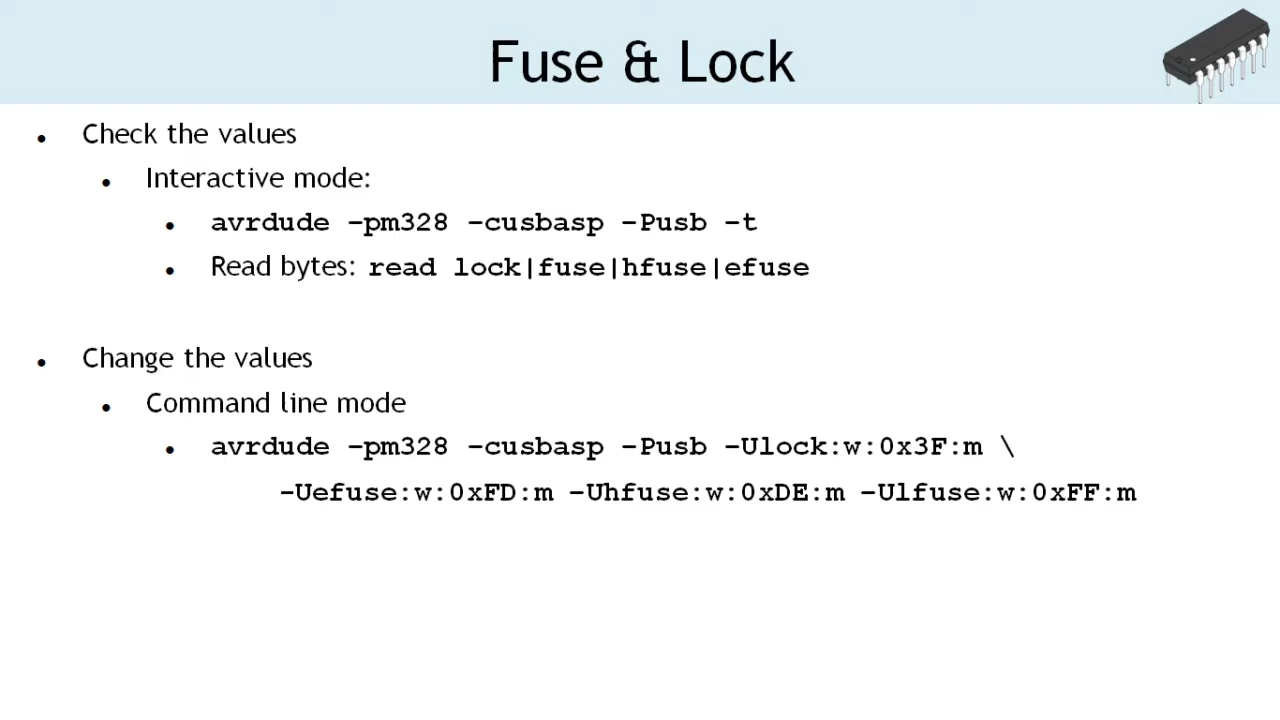 Fuse & Lock
Check the values
Interactive mode:
avrdude -pm328 -cusbasp -Pusb -t
Read bytes: read lock|fuse|hfuse|efuse
Change the values
Command line mode
avrdude -pm328 -cusbasp -Pusb -Ulock:w:0x3F:m \
-Uefuse:w:0xFD:m -Uhfuse:w:0xDE:m -Ulfuse:w:0xFF:m